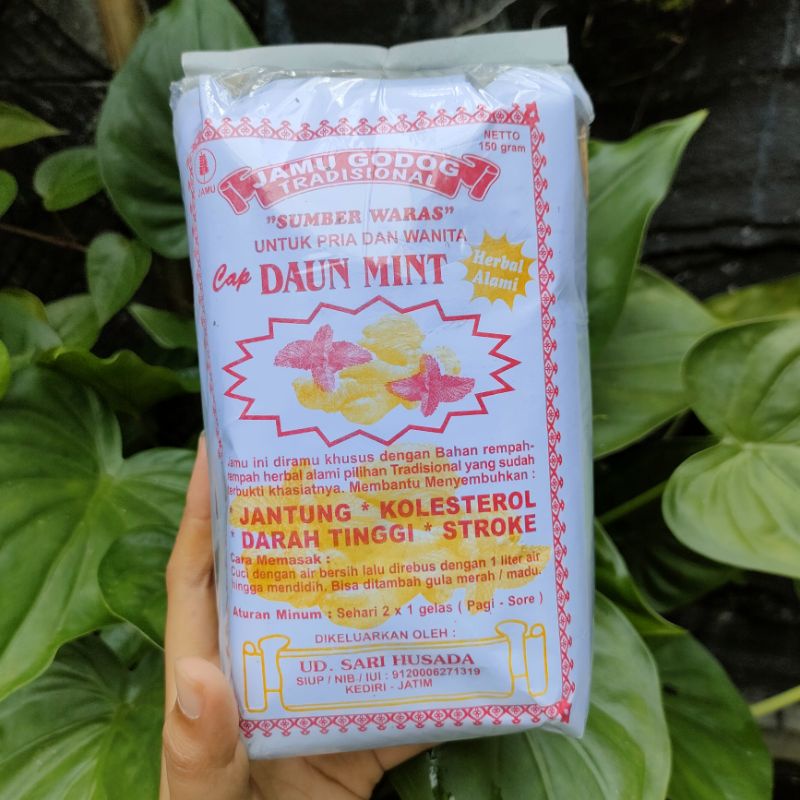 NETTO
150 gram
JAMU
JAMU GODOG
TRADISIONAL
"SUMBER WARAS"
UNTUK PRIA DAN WANITA
Cap DAUN MINT
Herbal
Alami
Jamu ini diramu khusus dengan Bahan rempah-
rempah herbal alami pilihan Tradisional yang sudah
terbukti khasiatnya. Membantu Menyembuhkan :
* JANTUNG * KOLESTEROL
* DARAH TINGGI * STROKE
Cara Memasak :
Cuci dengan air bersih lalu direbus dengan 1 liter air
hingga mendidih. Bisa ditambah gula merah / madu.
Aturan Minum : Sehari 2 x 1 gelas ( Pagi - Sore )
DIKELUARKAN OLEH :
UD. SARI HUSADA
SIUP / NIB / IUI : 9120006271319
KEDIRI - JATIM